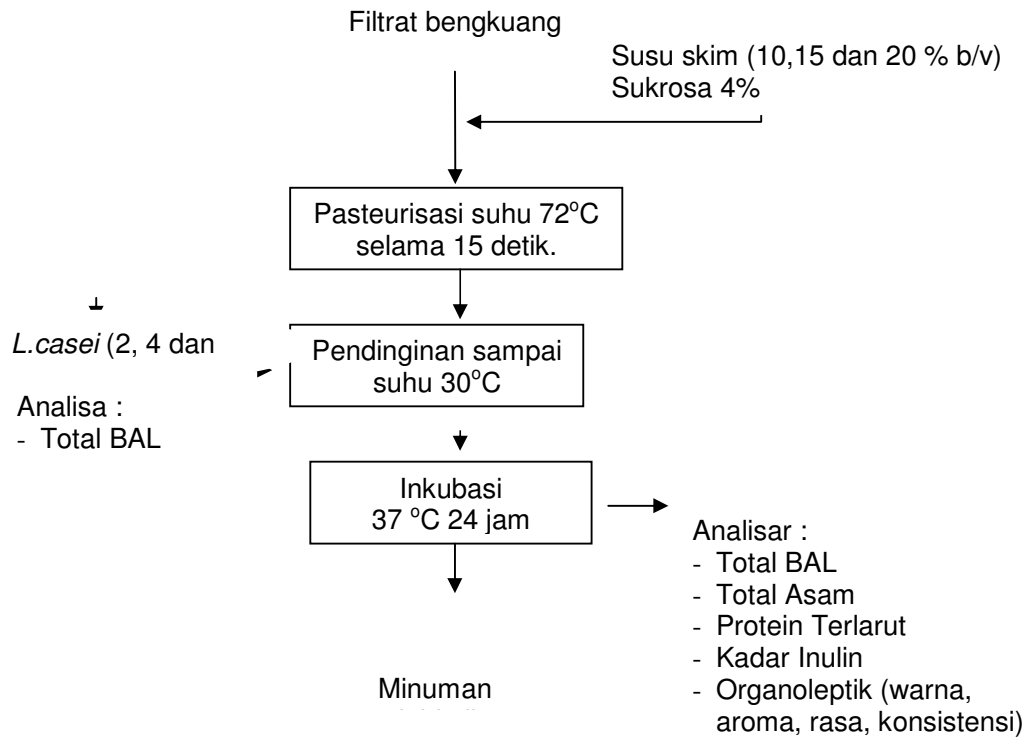 Filtrat bengkuang
Susu skim (10,15 dan 20 % b/v)
Sukrosa 4%
Pasteurisasi suhu 72°C
selama 15 detik.
L.casei (2, 4 dan
Analisa :
- Total BAL
Pendinginan sampai
suhu 30°C
Inkubasi
37 °C 24 jam
Analisar :
- Total BAL
- Total Asam
- Protein Terlarut
- Kadar Inulin
- Organoleptik (warna,
aroma, rasa, konsistensi)
Minuman